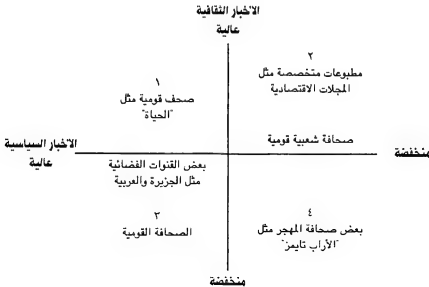 الاخبار الثقافية
عالية
٢
مطبوعات متخصصة مثل
المجلات الاقتصادية
١
صحف قومية مثل
"الحياة"
صحافة شعبية قومية
منخفضة
الاخبار السياسية
عالية
بعض القنوات الفضائية
مثل الجزيرة والعربية
٣
الصحافة القومية
٤
بعض صحافة المهجر مثل
"الأراب تايمز"
منخفضة